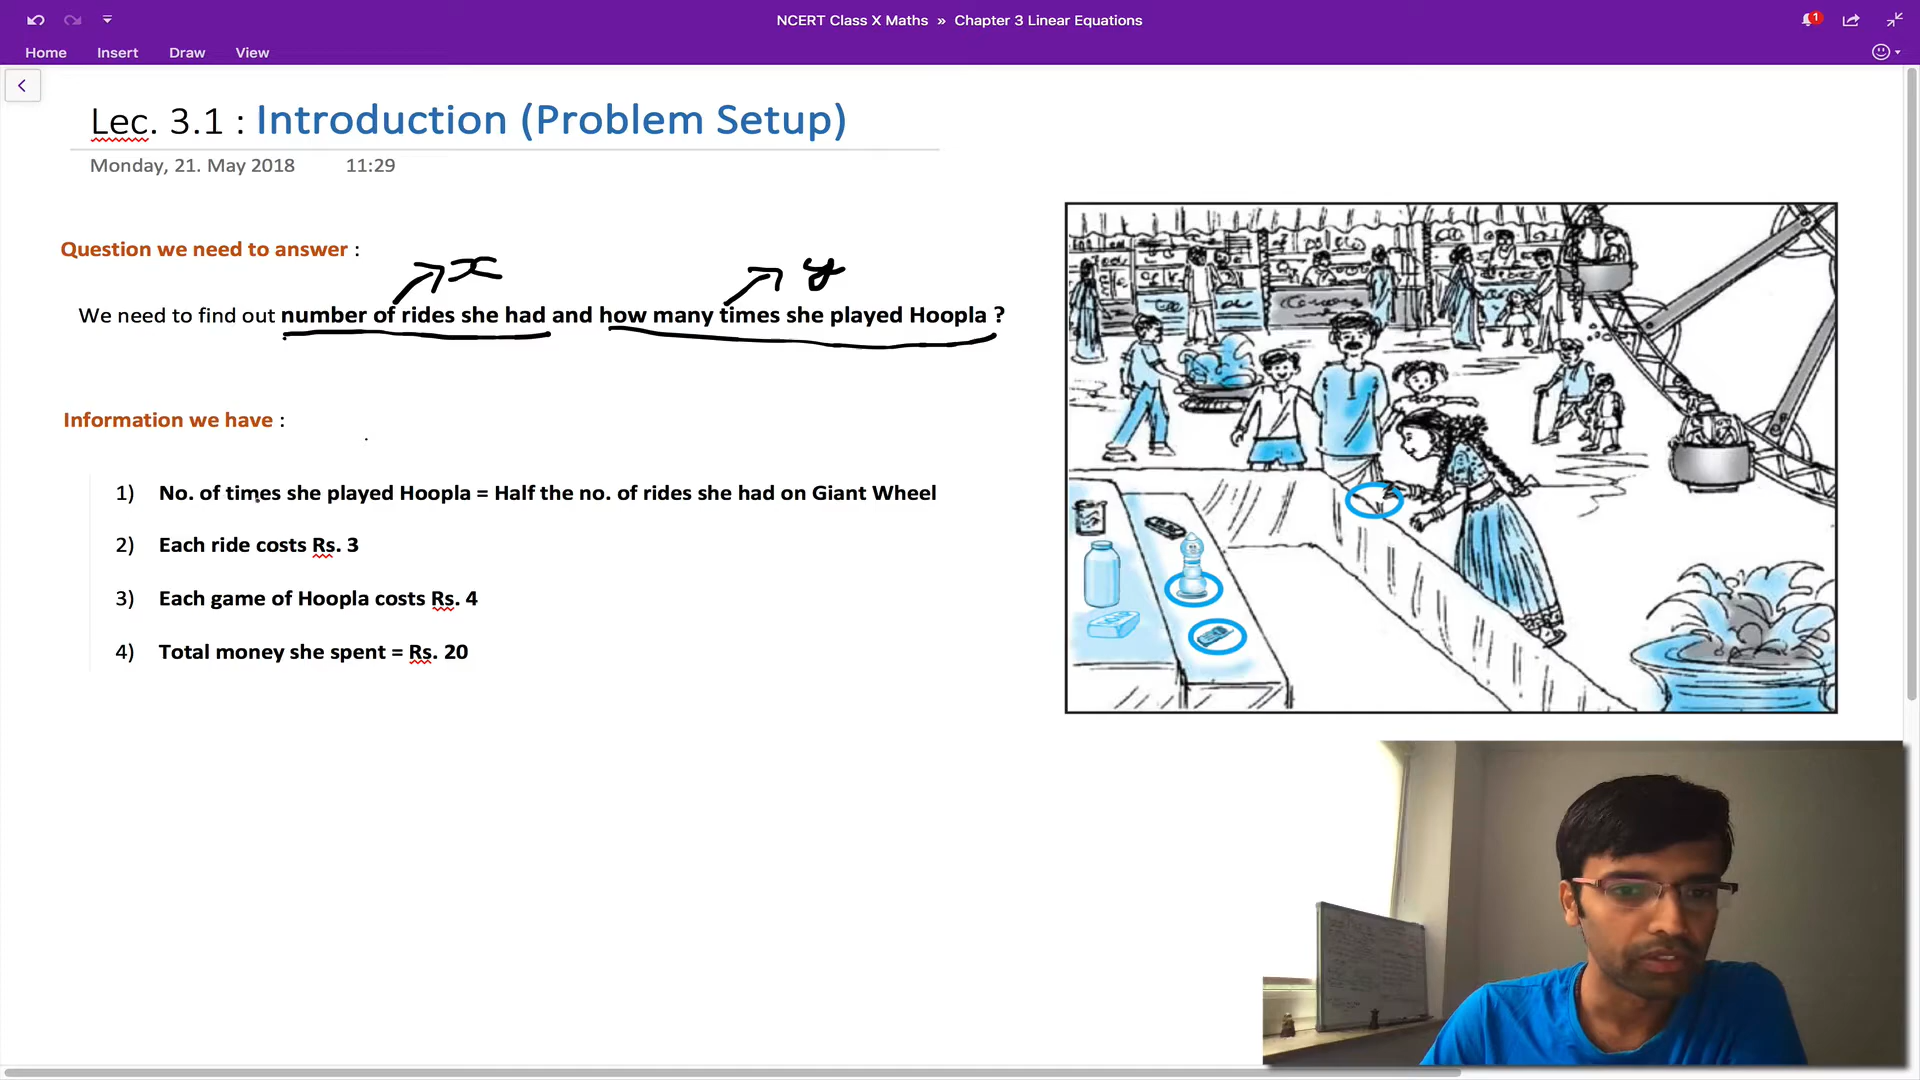 NCERT Class X Maths » Chapter 3 Linear Equations
1
Home Insert Draw View
Lec. 3.1 : Introduction (Problem Setup)
Monday, 21. May 2018 11:29
Question we need to answer :
x y
We need to find out number of rides she had and how many times she played Hoopla ?
Information we have :
1) No. of times she played Hoopla = Half the no. of rides she had on Giant Wheel
2) Each ride costs Rs. 3
3) Each game of Hoopla costs Rs. 4
4) Total money she spent = Rs. 20